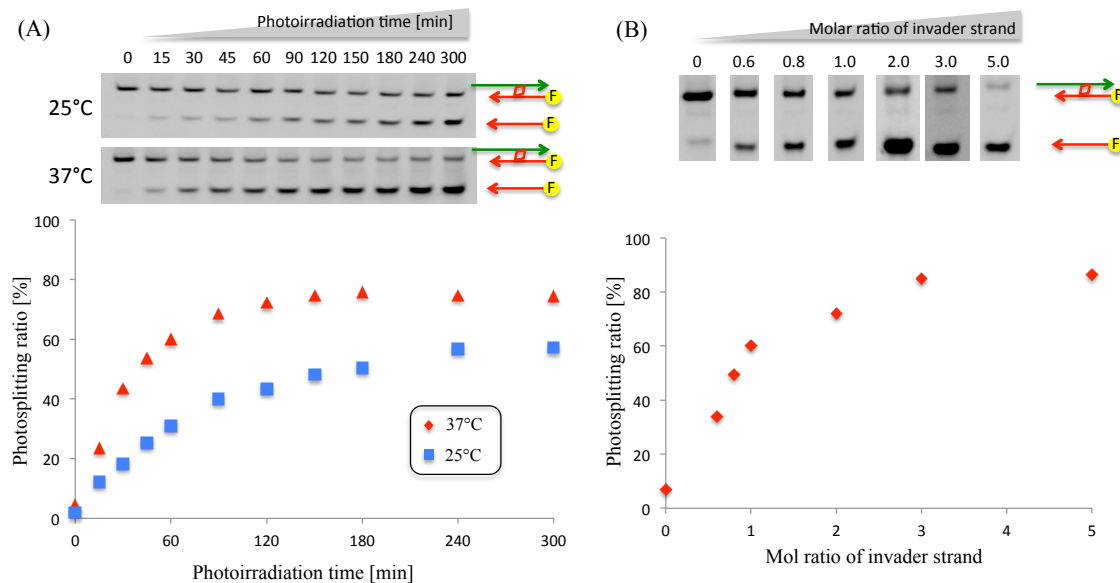 (A)
Photoirradiation time [min]
0 15 30 45 60 90 120 150 180 240 300
25°C
F
F
37°C
F
F
100
80
60
40
20
0
Photosplitting ratio [%]
37°C
25°C
0 60 120 180 240 300
Photoirradiation time [min]
(B)
Molar ratio of invader strand
0 0.6 0.8 1.0 2.0 3.0 5.0
F
F
100
80
60
40
20
0
Photosplitting ratio [%]
0 1 2 3 4 5
Mol ratio of invader strand